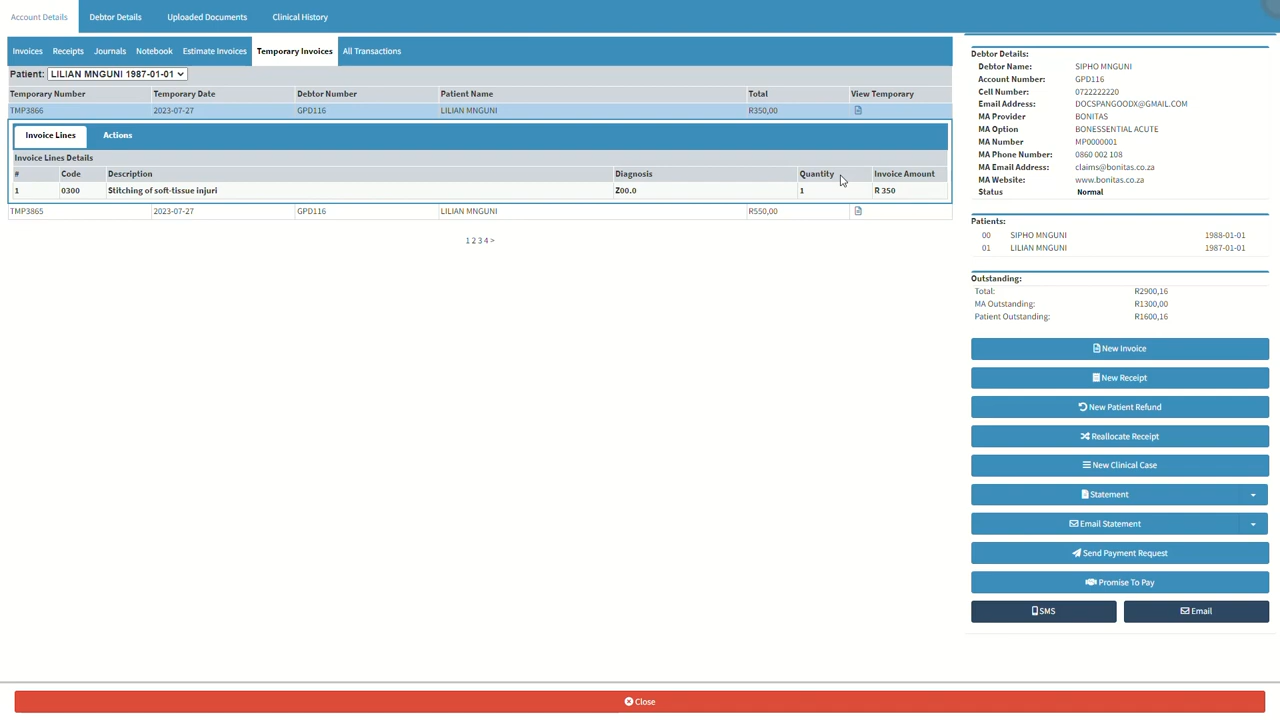 Account Details Debtor Details Uploaded Documents Clinical History
Invoices Receipts Journals Notebook Estimate Invoices Temporary Invoices All Transactions
Patient: LILIAN MNGUNI 1987-01-01
Temporary Number Temporary Date Debtor Number Patient Name Total View Temporary
TMP3866 2023-07-27 GPD116 LILIAN MNGUNI R350,00
Invoice Lines Actions
Invoice Lines Details
# Code Description Diagnosis Quantity Invoice Amount
1 0300 Stitching of soft-tissue injuri Z00.0 1 R 350
TMP3865 2023-07-27 GPD116 LILIAN MNGUNI R550,00
1 2 3 4 >
Debtor Details:
Debtor Name: SIPHO MNGUNI
Account Number: GPD116
Cell Number: 0722222220
Email Address: DOCSPANGOODX@GMAIL.COM
MA Provider BONITAS
MA Option BONESSENTIAL ACUTE
MA Number MP0000001
MA Phone Number: 0860 002 108
MA Email Address: claims@bonitas.co.za
MA Website: www.bonitas.co.za
Status Normal
Patients:
00 SIPHO MNGUNI 1988-01-01
01 LILIAN MNGUNI 1987-01-01
Outstanding:
Total: R2900,16
MA Outstanding: R1300,00
Patient Outstanding: R1600,16
New Invoice
New Receipt
New Patient Refund
Reallocate Receipt
New Clinical Case
Statement
Email Statement
Send Payment Request
Promise To Pay
SMS Email
Close